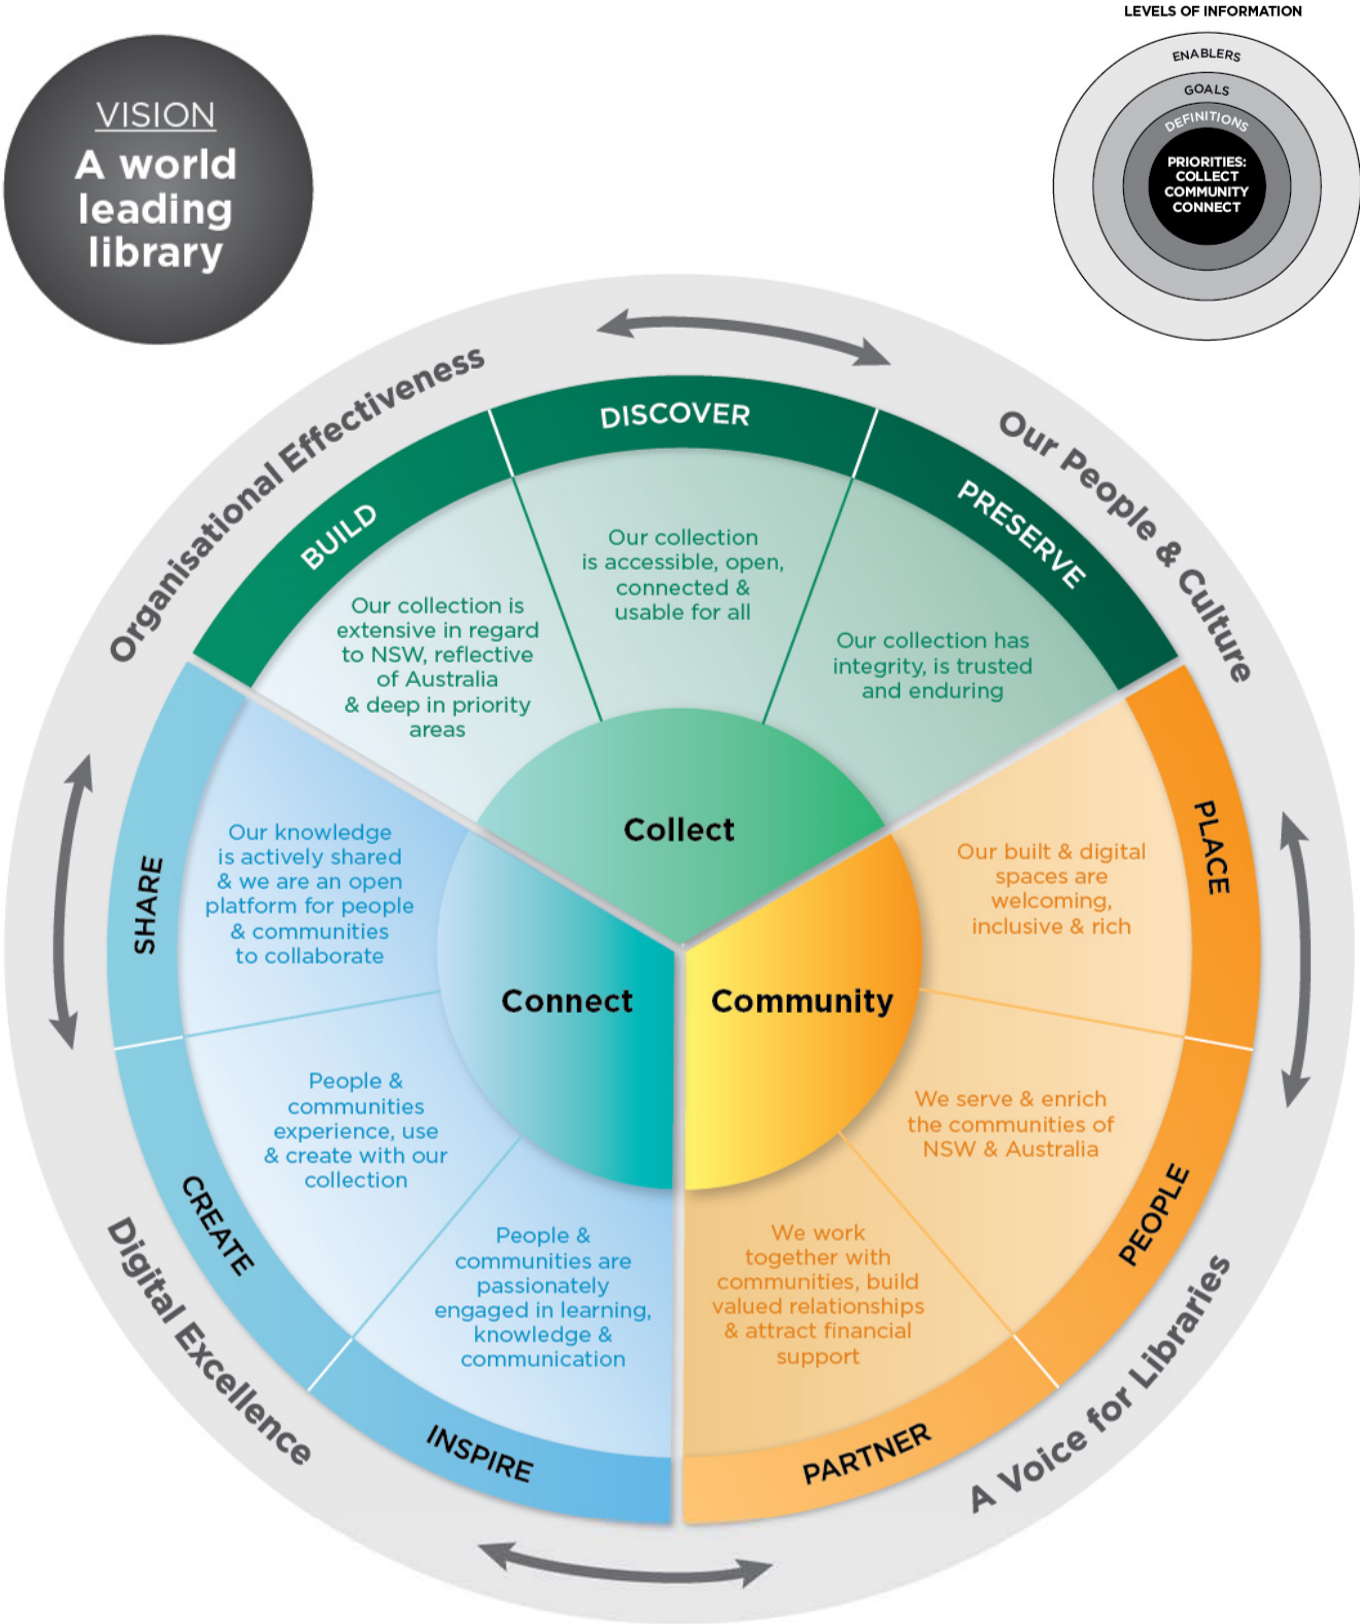 LEVELS OF INFORMATION
ENABLERS
GOALS
DEFINITIONS
PRIORITIES:
COLLECT
COMMUNITY
CONNECT
VISION
A world
leading
library
Organisational Effectiveness
Our People & Culture
A Voice for Libraries
Digital Excellence
Collect
BUILD
Our collection is
extensive in regard
to NSW, reflective
of Australia
& deep in priority
areas
DISCOVER
Our collection
is accessible, open,
connected &
usable for all
PRESERVE
Our collection has
integrity, is trusted
and enduring
Community
PLACE
Our built & digital
spaces are
welcoming,
inclusive & rich
PEOPLE
We serve & enrich
the communities of
NSW & Australia
PARTNER
We work
together with
communities, build
valued relationships
& attract financial
support
Connect
INSPIRE
People &
communities are
passionately
engaged in learning,
knowledge &
communication
CREATE
People &
communities
experience, use
& create with our
collection
SHARE
Our knowledge
is actively shared
& we are an open
platform for people
& communities
to collaborate